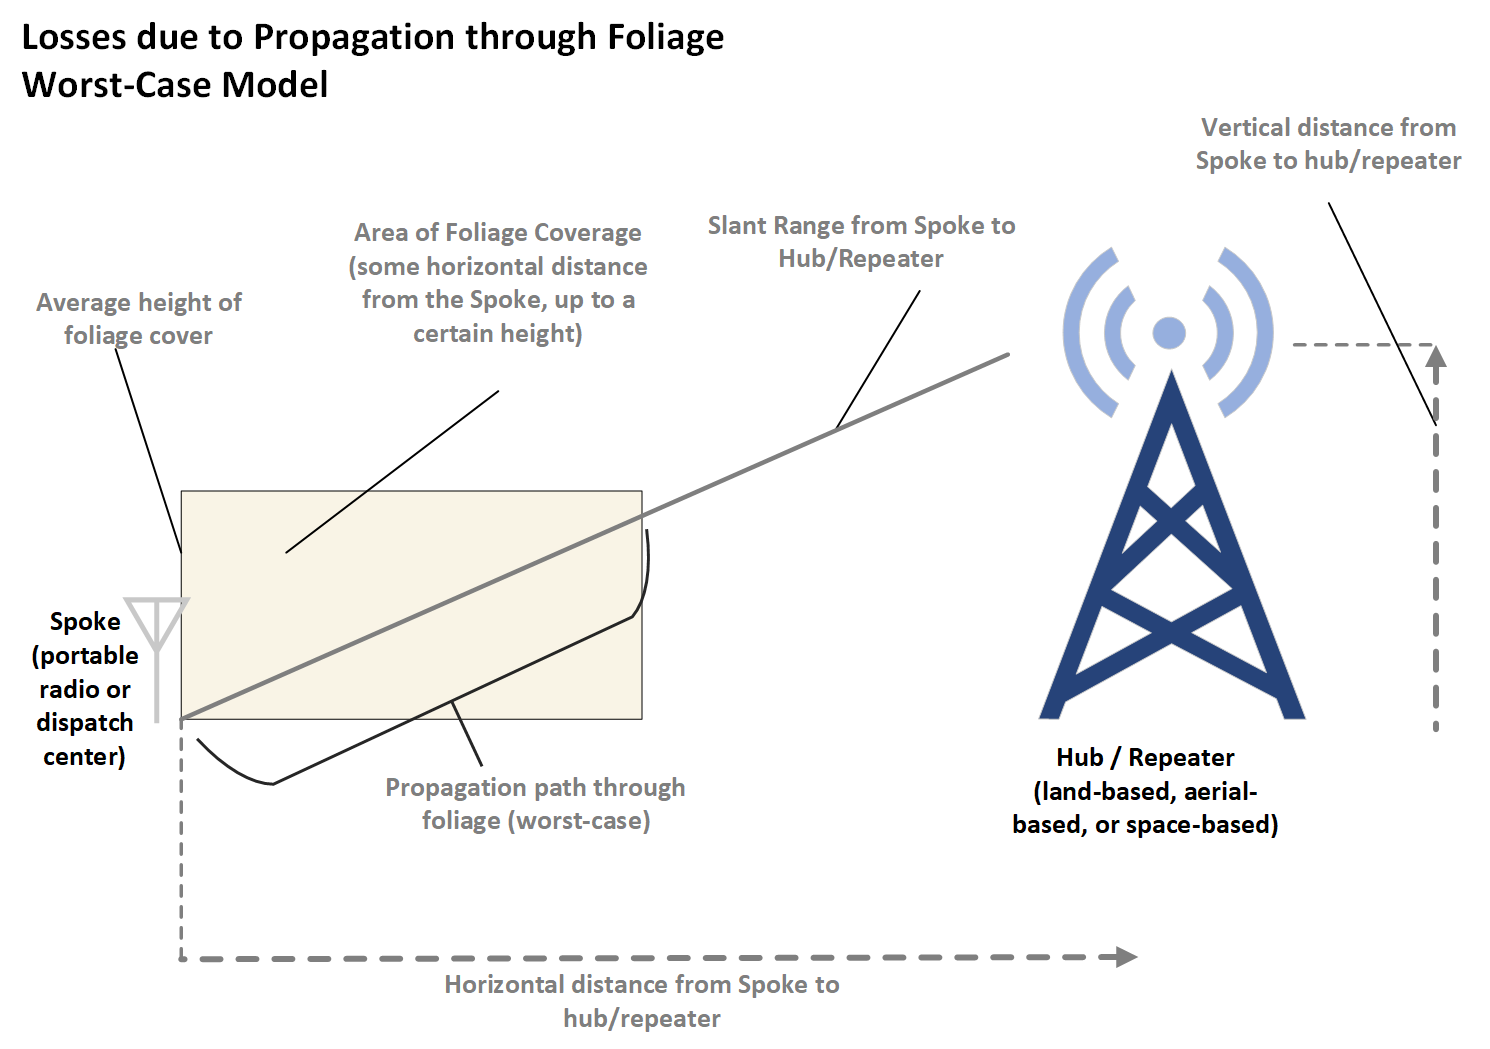 Losses due to Propagation through Foliage
Worst-Case Model
Vertical distance from
Spoke to hub/repeater
Slant Range from Spoke to
Hub/Repeater
Area of Foliage Coverage
(some horizontal distance
from the Spoke, up to a
certain height)
Average height of
foliage cover
Spoke
(portable
radio or
dispatch
center)
Propagation path through
foliage (worst-case)
Hub / Repeater
(land-based, aerial-
based, or space-based)
Horizontal distance from Spoke to
hub/repeater